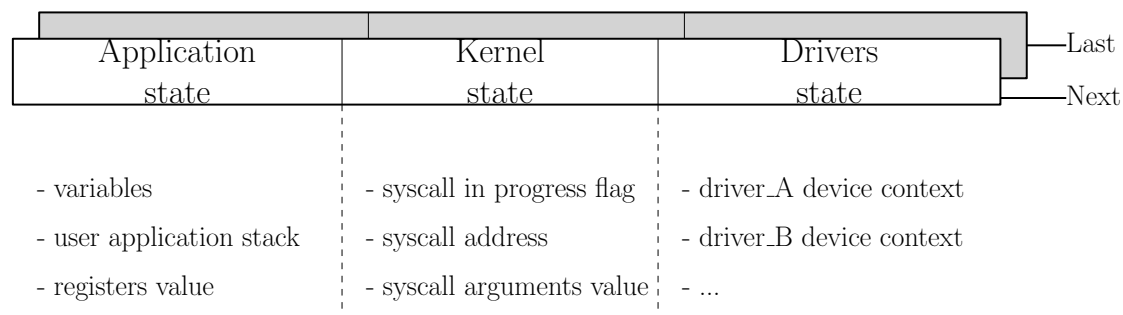 Application
state
Kernel
state
Drivers
state
Last
Next
- variables
- user application stack
- registers value
- syscall in progress flag
- syscall address
- syscall arguments value
- driver_A device context
- driver_B device context
- ...